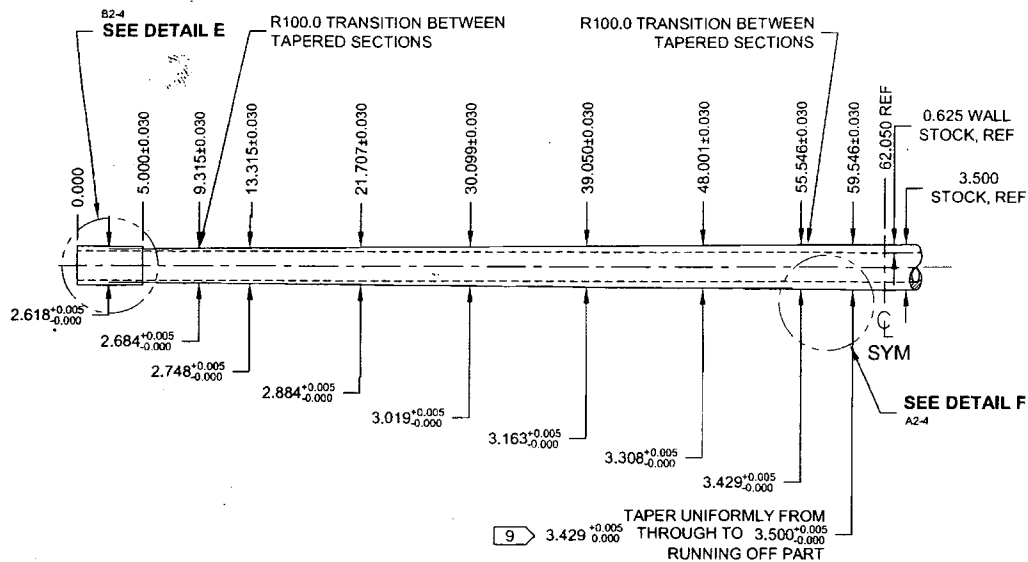 B2-4
SEE DETAIL E
R100.0 TRANSITION BETWEEN
TAPERED SECTIONS
R100.0 TRANSITION BETWEEN
TAPERED SECTIONS
0.000
5.000±0.030
9.315±0.030
13.315±0.030
21.707±0.030
30.099±0.030
39.050±0.030
48.001±0.030
55.546±0.030
59.546±0.030
62.050 REF
0.625 WALL
STOCK, REF
3.500
STOCK, REF
2.618+0.005 -0.000
2.684+0.005 -0.000
2.748+0.005 -0.000
2.884+0.005 -0.000
3.019+0.005 -0.000
3.163+0.005 -0.000
3.308+0.005 -0.000
3.429+0.005 -0.000
℄
SYM
SEE DETAIL F
A2-4
TAPER UNIFORMLY FROM
9 3.429 +0.005 0.000 THROUGH TO 3.500+0.005 -0.000
RUNNING OFF PART